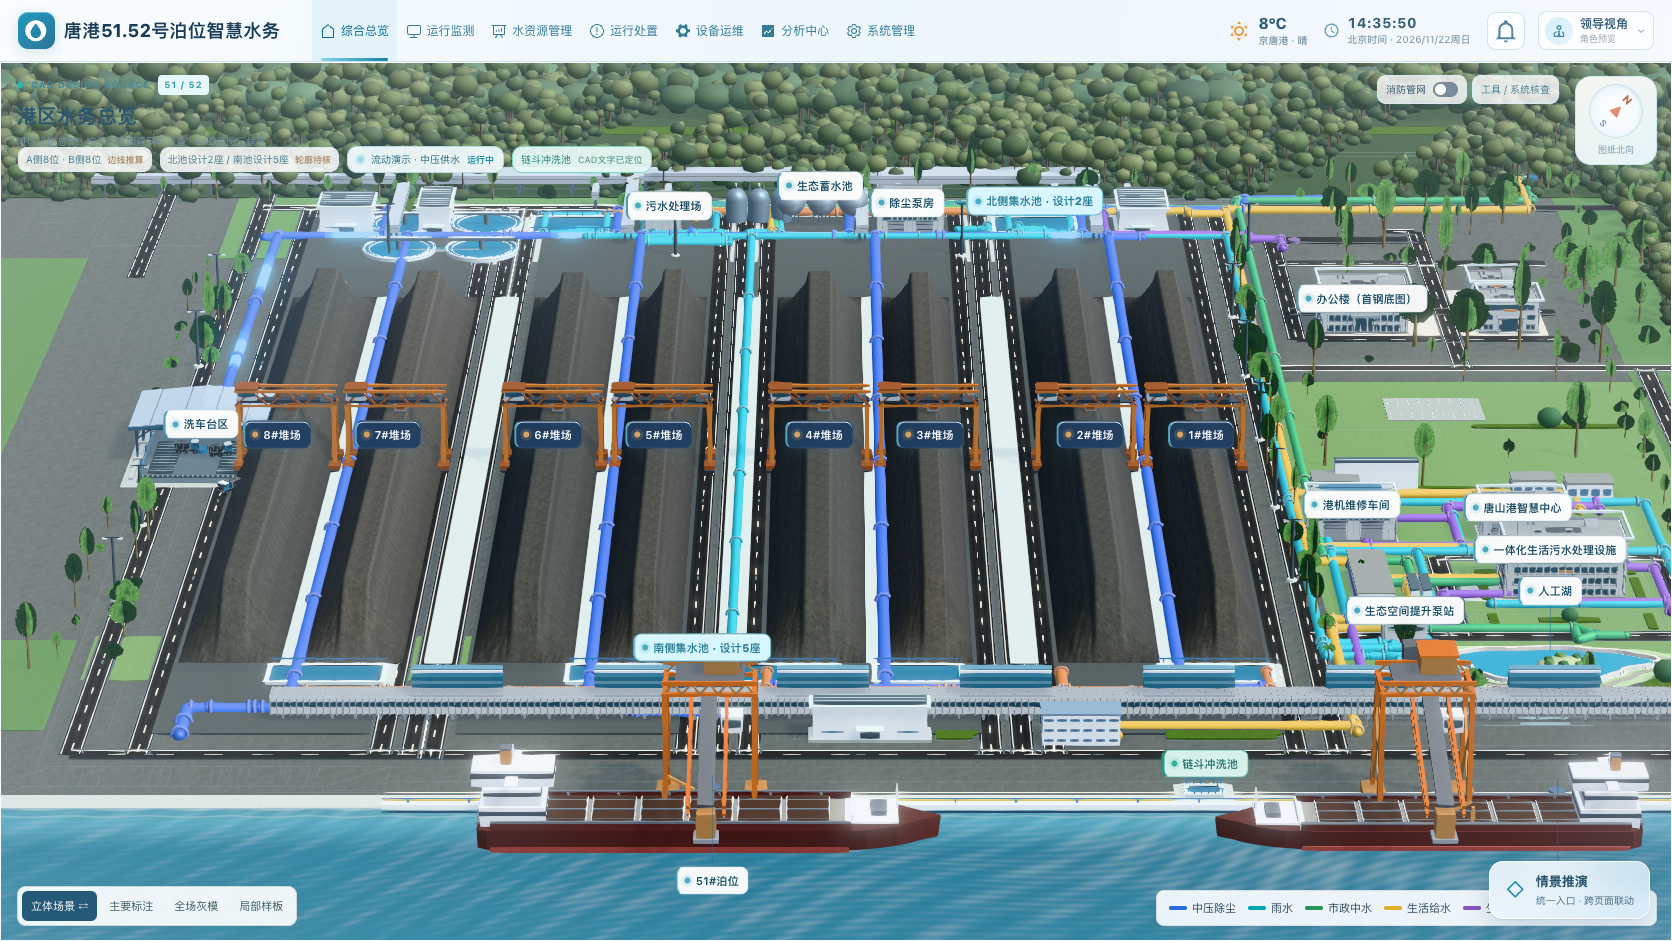 唐港51.52号泊位智慧水务
综合总览
运行监测
水资源管理
运行处置
设备运维
分析中心
系统管理
8°C
京唐港 · 晴
14:35:50
北京时间 · 2026/11/22周日
领导视角
角色预览
51 / 52
港区水务总览
A侧8位 · B侧8位 边线推算
北池设计2座 / 南池设计5座 轮廓待核
流动演示 · 中压供水 运行中
链斗冲洗池 CAD文字已定位
消防管网
工具 / 系统核查
N
S
图纸北向
污水处理场
生态蓄水池
除尘泵房
北侧集水池 · 设计2座
办公楼（首钢底图）
洗车台区
8#堆场
7#堆场
6#堆场
5#堆场
4#堆场
3#堆场
2#堆场
1#堆场
港机维修车间
唐山港智慧中心
一体化生活污水处理设施
人工湖
生态空间提升泵站
南侧集水池 · 设计5座
链斗冲洗池
51#泊位
立体场景
主要标注
全场灰模
局部样板
中压除尘
雨水
市政中水
生活给水
情景推演
统一入口 · 跨页面联动